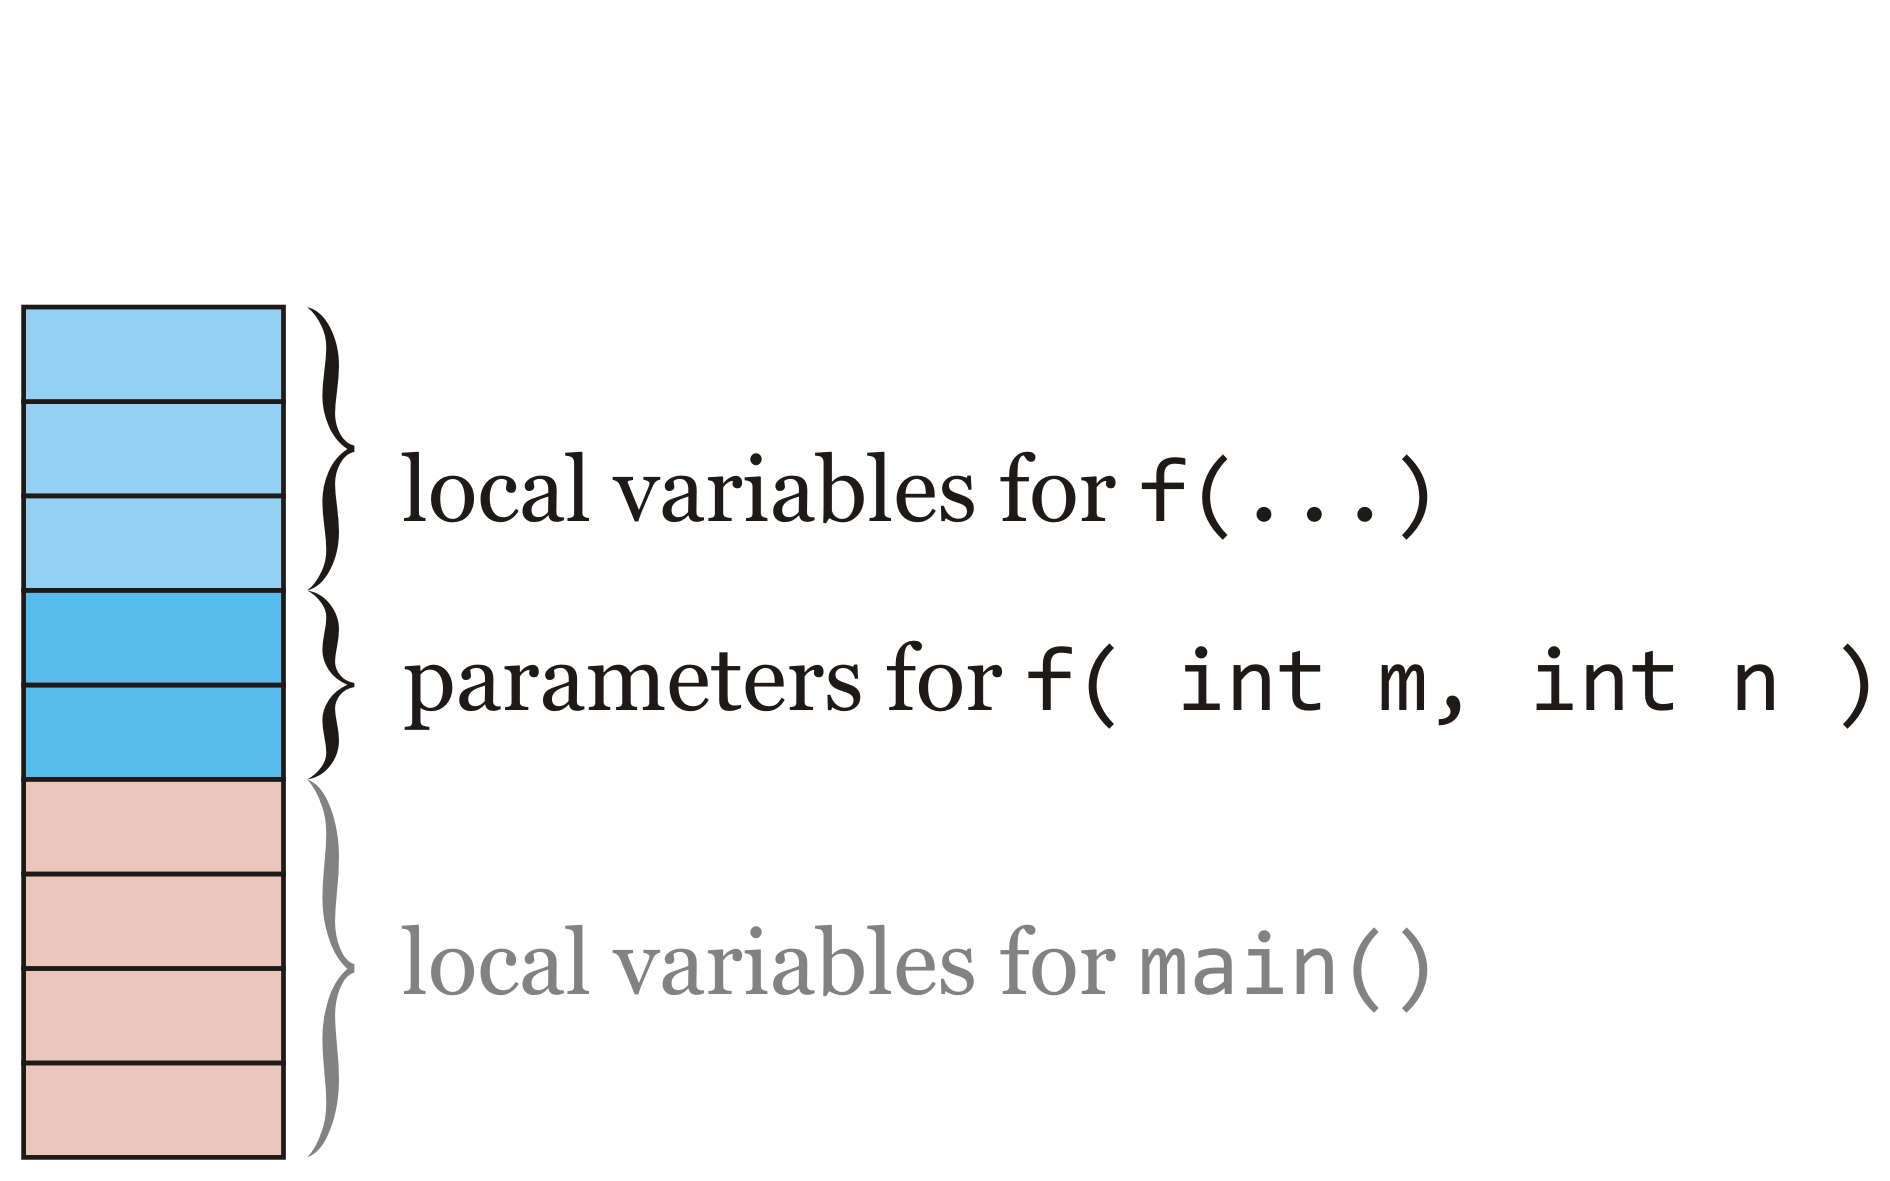 local variables for f(...)
parameters for f( int m, int n )
local variables for main()